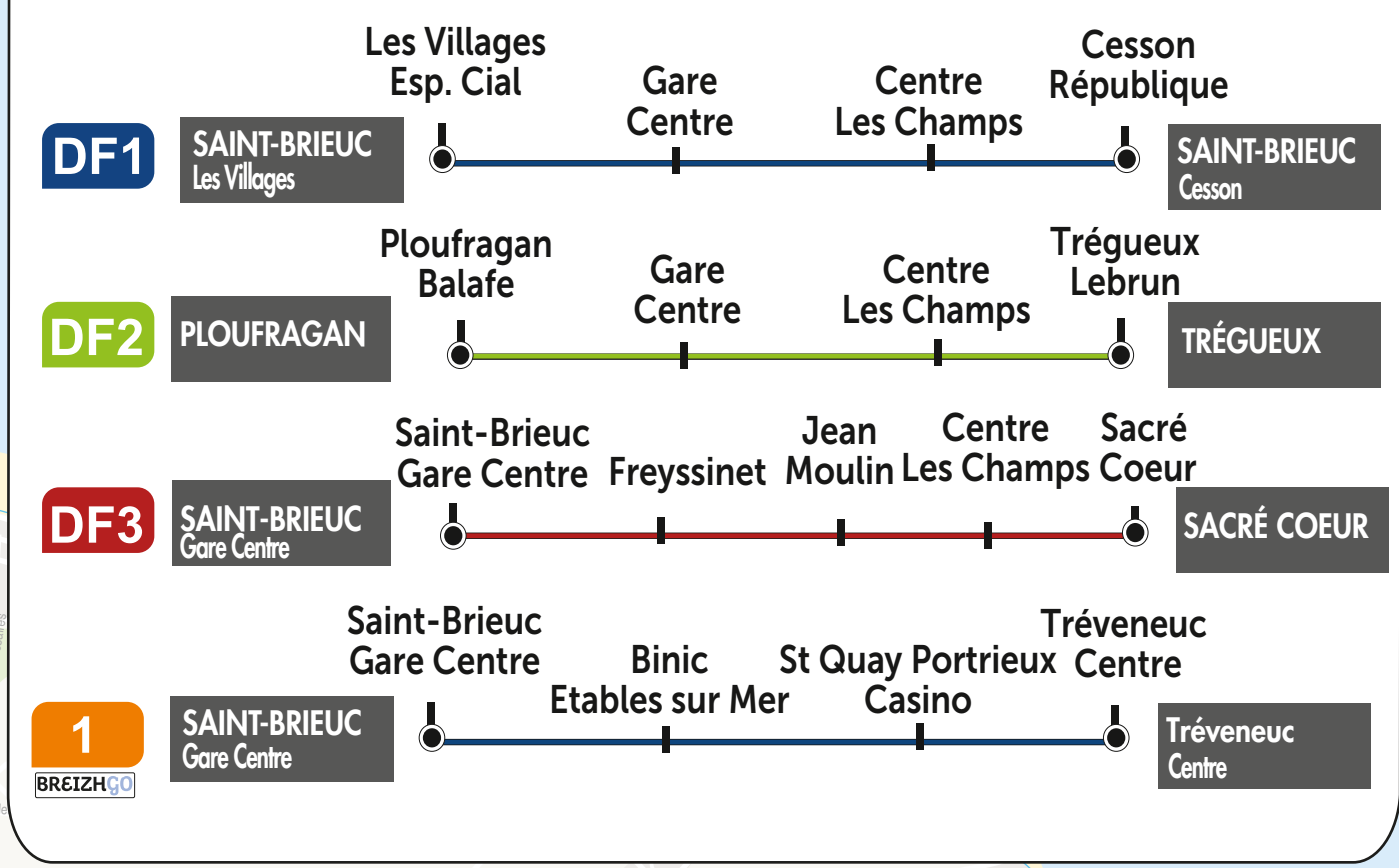 Les Villages
Esp. Cial
Gare
Centre
Centre
Les Champs
Cesson
République
DF1
SAINT-BRIEUC
Les Villages
SAINT-BRIEUC
Cesson
Ploufragan
Balafe
Gare
Centre
Centre
Les Champs
Trégueux
Lebrun
DF2
PLOUFRAGAN
TRÉGUEUX
Saint-Brieuc
Gare Centre
Freyssinet
Jean
Moulin
Centre
Les Champs
Sacré
Coeur
DF3
SAINT-BRIEUC
Gare Centre
SACRÉ COEUR
Saint-Brieuc
Gare Centre
Binic
Etables sur Mer
St Quay Portrieux
Casino
Tréveneuc
Centre
1
BREIZHGO
SAINT-BRIEUC
Gare Centre
Tréveneuc
Centre